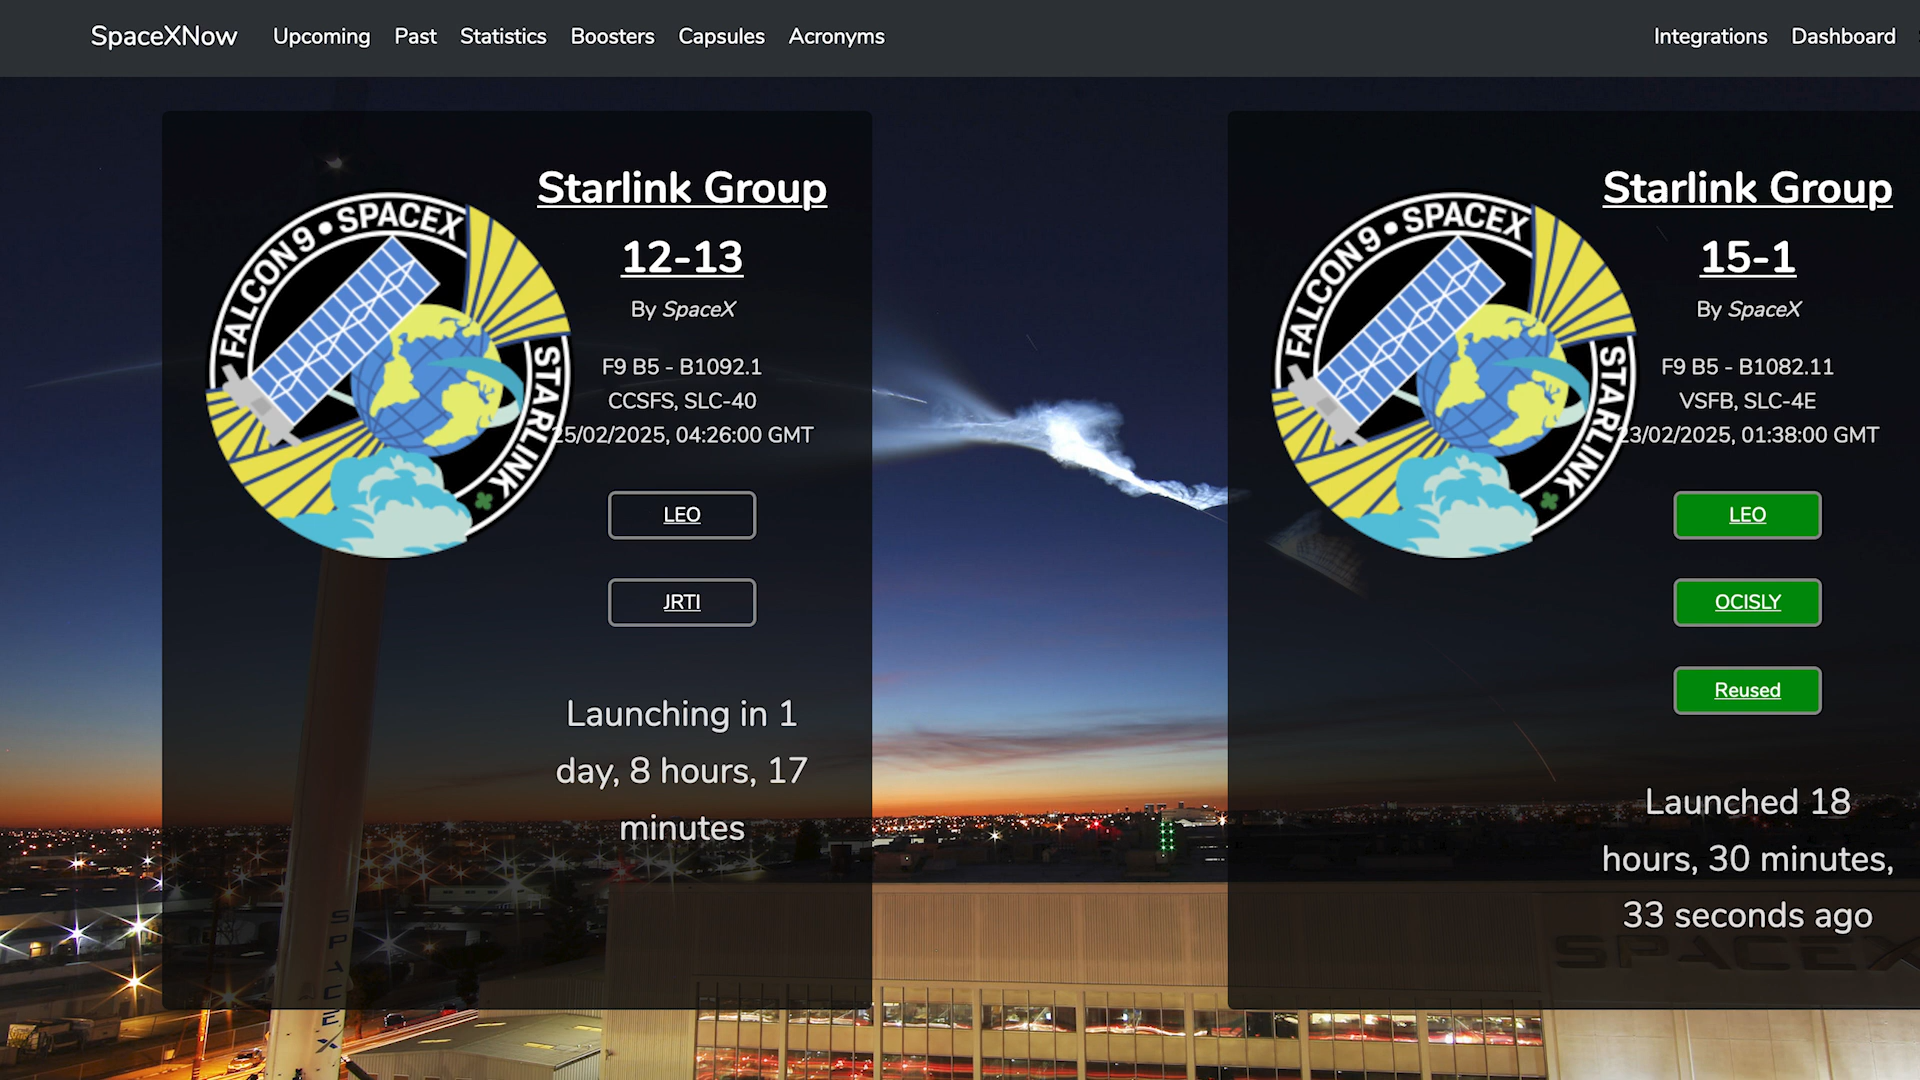 SpaceXNow Upcoming Past Statistics Boosters Capsules Acronyms Integrations Dashboard
FALCON 9 • SPACEX
STARLINK
Starlink Group
12-13
By SpaceX
F9 B5 - B1092.1
CCSFS, SLC-40
25/02/2025, 04:26:00 GMT
LEO
JRTI
Launching in 1
day, 8 hours, 17
minutes
FALCON 9 • SPACEX
STARLINK
Starlink Group
15-1
By SpaceX
F9 B5 - B1082.11
VSFB, SLC-4E
23/02/2025, 01:38:00 GMT
LEO
OCISLY
Reused
Launched 18
hours, 30 minutes,
33 seconds ago
SPACEX
SPACEX